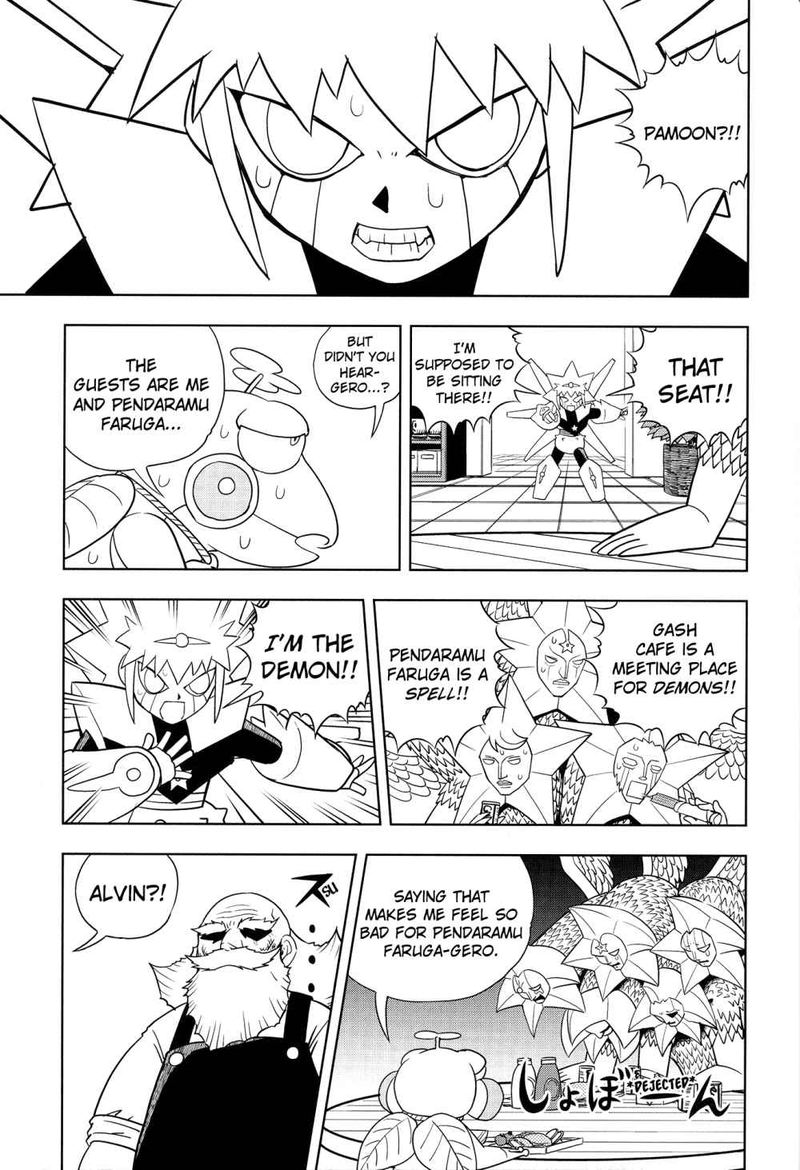 PAMOON?!!
THAT
SEAT!!
I'M
SUPPOSED TO
BE SITTING
THERE!!
BUT
DIDN'T YOU
HEAR-
GERO...?
THE
GUESTS ARE ME
AND PENDARAMU
FARUGA...
GASH
CAFE IS A
MEETING PLACE
FOR DEMONS!!
PENDARAMU
FARUGA IS A
SPELL!!
I'M THE
DEMON!!
SAYING THAT
MAKES ME FEEL SO
BAD FOR PENDARAMU
FARUGA-GERO.
しょぼーん
*DEJECTED*
ス
SU
ALVIN?!